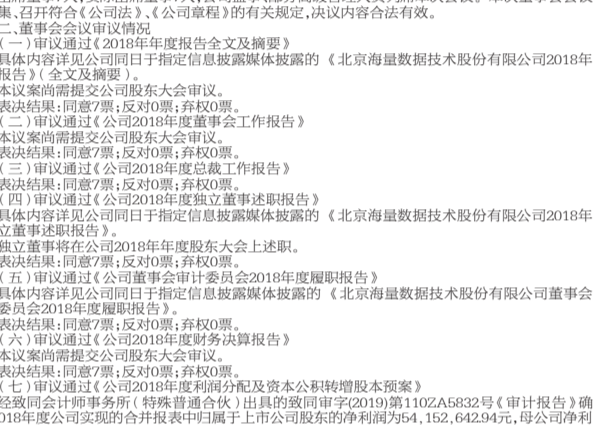 集、召开符合《公司法》、《公司章程》的有关规定,决议内容合法有效。
二、董事会会议审议情况
(一)审议通过《2018年年度报告全文及摘要》
具体内容详见公司同日于指定信息披露媒体披露的《北京海量数据技术股份有限公司2018年
报告》(全文及摘要)。
本议案尚需提交公司股东大会审议。
表决结果:同意7票;反对0票;弃权0票。
(二)审议通过《公司2018年度董事会工作报告》
本议案尚需提交公司股东大会审议。
表决结果:同意7票;反对0票;弃权0票。
(三)审议通过《公司2018年度总裁工作报告》
表决结果:同意7票;反对0票;弃权0票。
(四)审议通过《公司2018年度独立董事述职报告》
具体内容详见公司同日于指定信息披露媒体披露的《北京海量数据技术股份有限公司2018年
立董事述职报告》。
独立董事将在公司2018年年度股东大会上述职。
表决结果:同意7票;反对0票;弃权0票。
(五)审议通过《公司董事会审计委员会2018年度履职报告》
具体内容详见公司同日于指定信息披露媒体披露的《北京海量数据技术股份有限公司董事会
委员会2018年度履职报告》。
表决结果:同意7票;反对0票;弃权0票。
(六)审议通过《公司2018年度财务决算报告》
本议案尚需提交公司股东大会审议。
表决结果:同意7票;反对0票;弃权0票。
(七)审议通过《公司2018年度利润分配及资本公积转增股本预案》
经致同会计师事务所(特殊普通合伙)出具的致同审字(2019)第110ZA5832号《审计报告》确
018年度公司实现的合并报表中归属于上市公司股东的净利润为54,152,642.94元,母公司净利